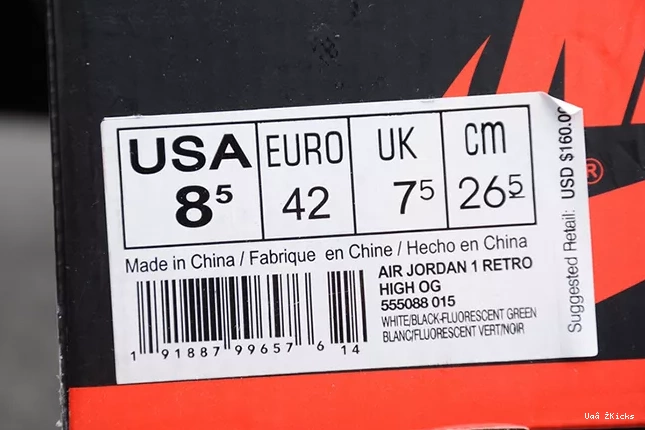 USA EURO UK cm
8⁵ 42 7⁵ 26⁵
Made in China / Fabrique en Chine / Hecho en China
AIR JORDAN 1 RETRO
HIGH OG
555088 015
WHITE/BLACK-FLUORESCENT GREEN
BLANC/FLUORESCENT VERT/NOIR
1 91887 99657 6 14
Suggested Retail: USD $160.00
®
Uaâ ŽKicks